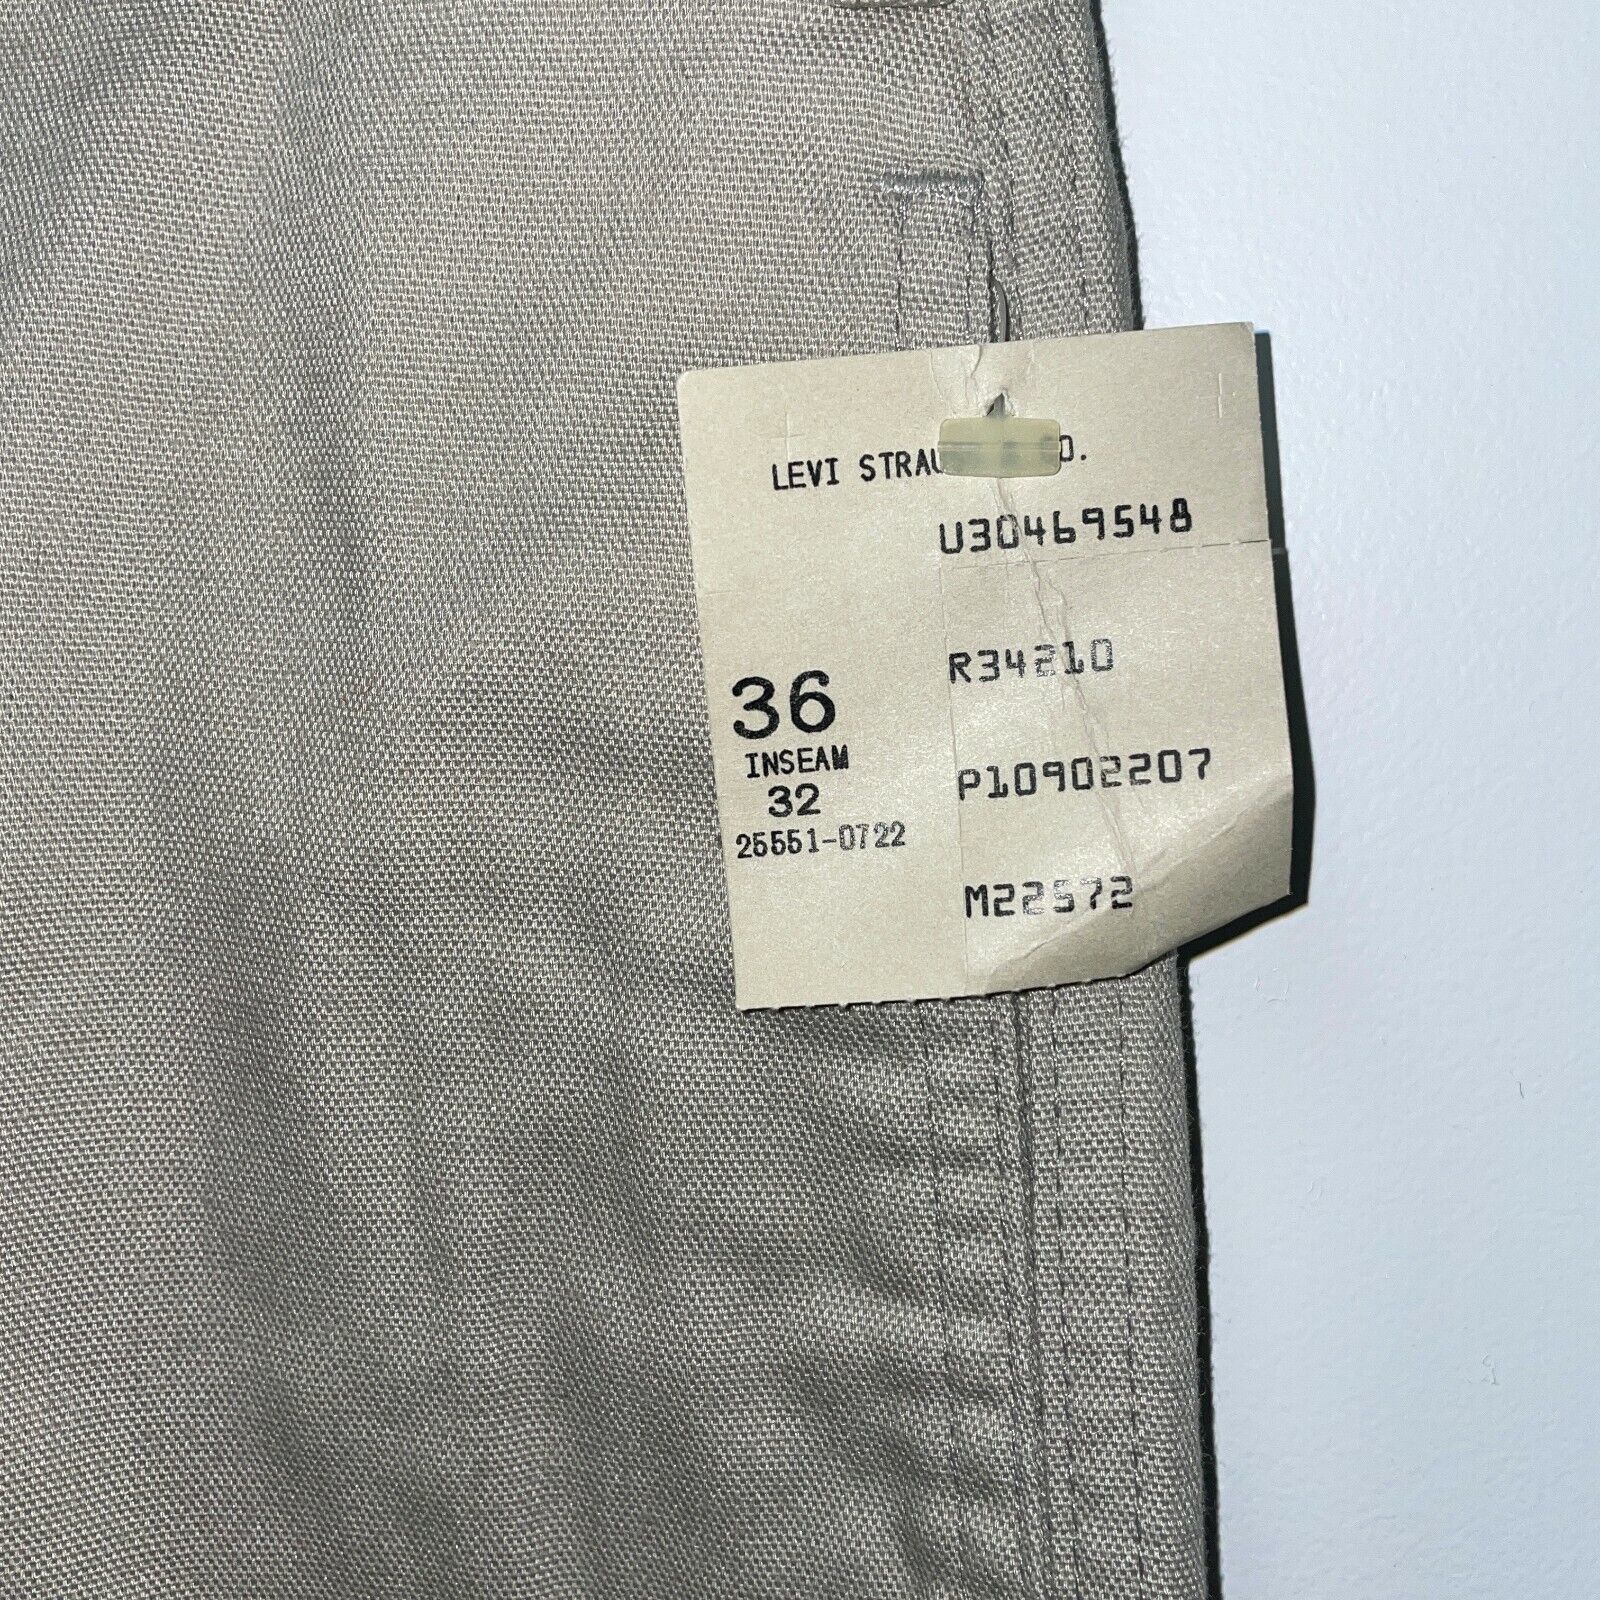 LEVI STRAU O.
U30469548
R34210
36
INSEAM
32
25551-0722
P10902207
M22572